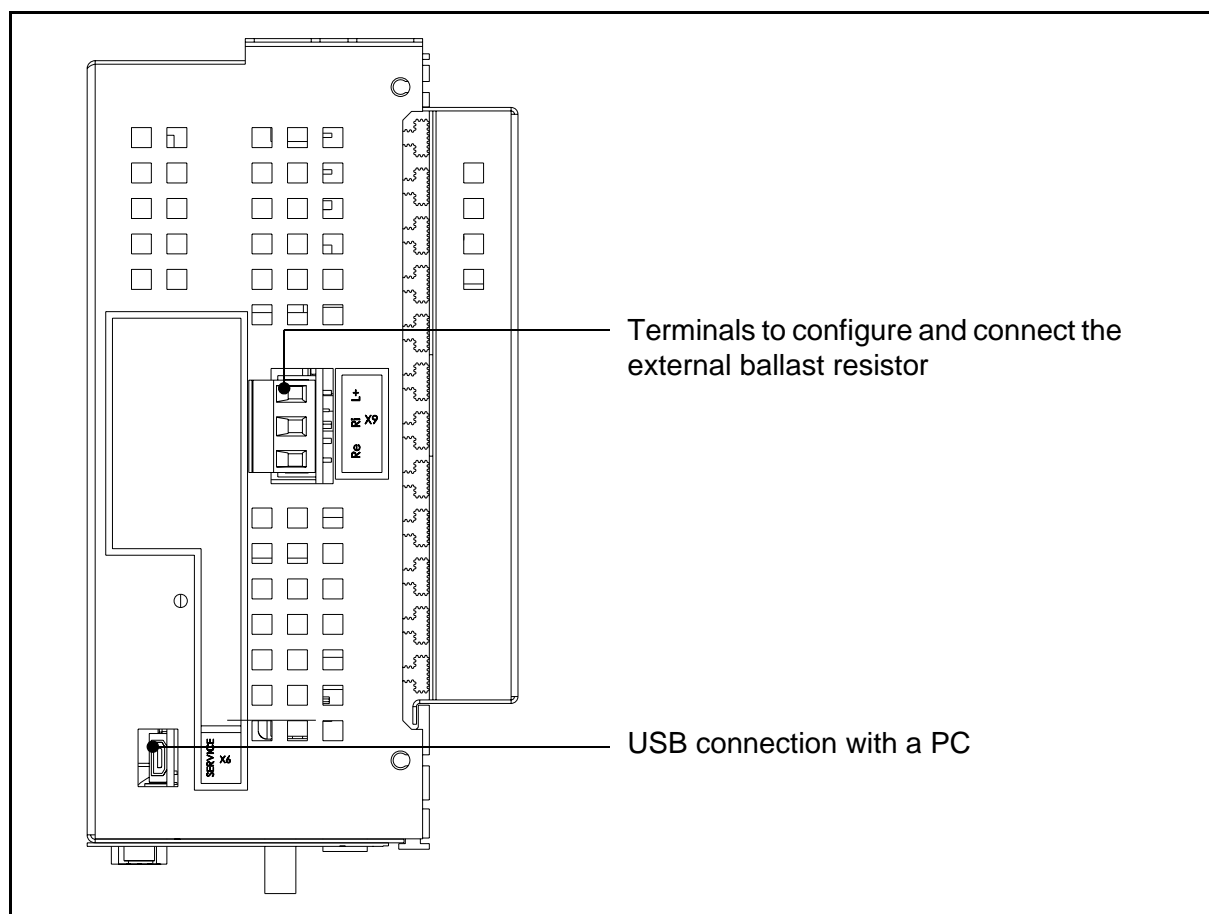 Terminals to configure and connect the
external ballast resistor
L+
Ri X9
Re
USB connection with a PC
SERVICE
X6